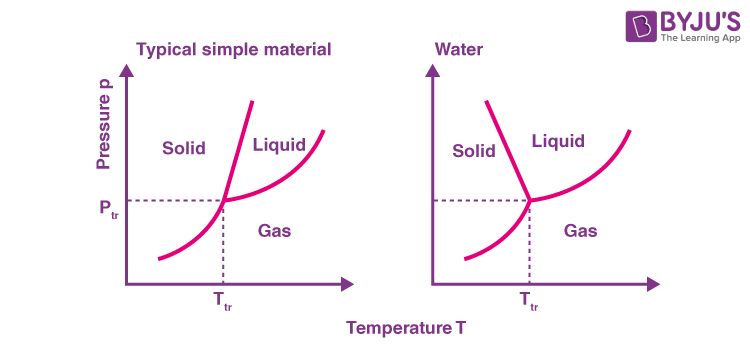 BYJU'S
The Learning App
Typical simple material
Water
Pressure p
Solid
Liquid
Gas
Ptr
Ttr
Solid
Liquid
Gas
Ttr
Temperature T